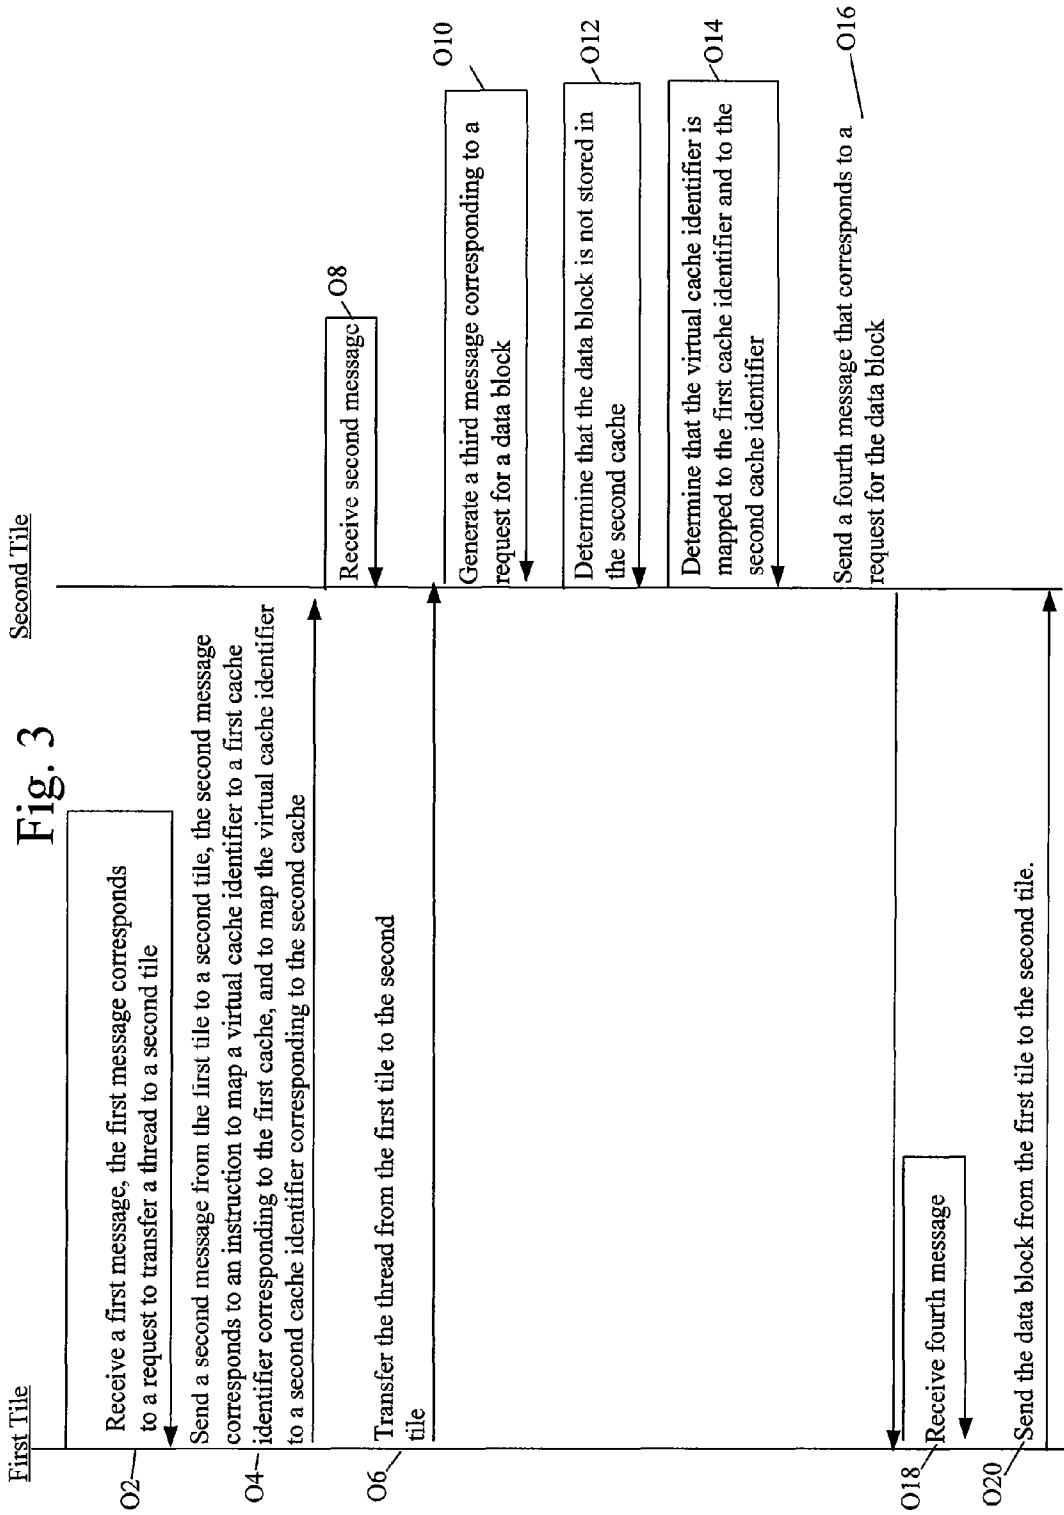 Fig. 3
First Tile
Second Tile
O2
Receive a first message, the first message corresponds
to a request to transfer a thread to a second tile
O4
Send a second message from the first tile to a second tile, the second message
corresponds to an instruction to map a virtual cache identifier to a first cache
identifier corresponding to the first cache, and to map the virtual cache identifier
to a second cache identifier corresponding to the second cache
Receive second message
O8
O6
Transfer the thread from the first tile to the second
tile
Generate a third message corresponding to a
request for a data block
O10
Determine that the data block is not stored in
the second cache
O12
Determine that the virtual cache identifier is
mapped to the first cache identifier and to the
second cache identifier
O14
Send a fourth message that corresponds to a
request for the data block
O16
O18
Receive fourth message
O20
Send the data block from the first tile to the second tile.